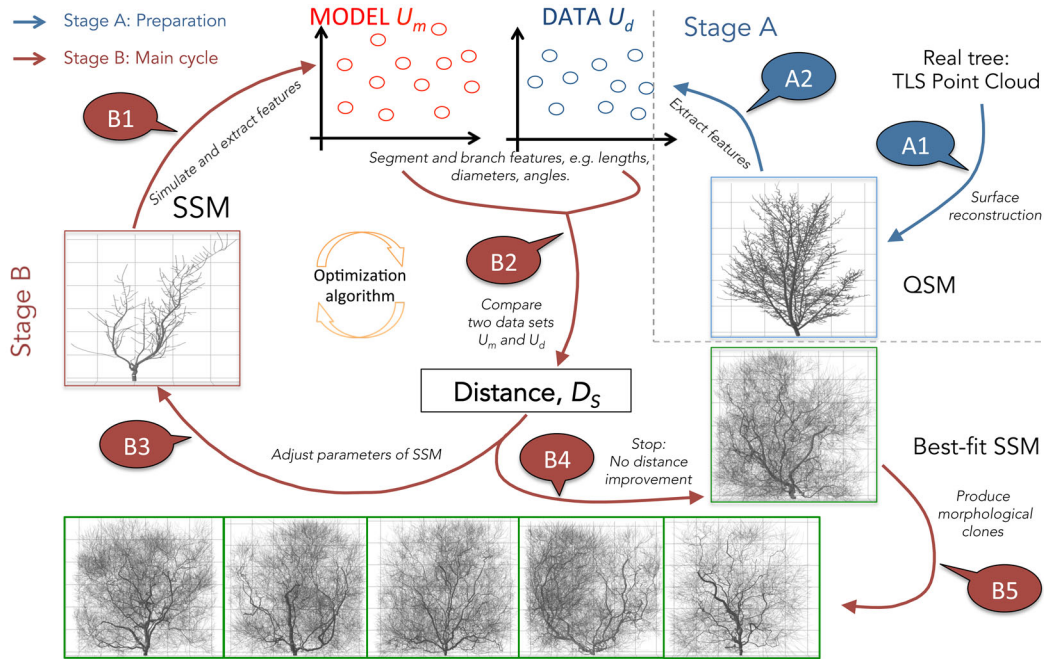 Stage A: Preparation
Stage B: Main cycle
MODEL Um
DATA Ud
Stage A
Real tree:
TLS Point Cloud
A2
A1
B1
Simulate and extract features
Extract features
Segment and branch features, e.g. lengths,
diameters, angles.
Surface
reconstruction
SSM
Stage B
Optimization
algorithm
B2
Compare
two data sets
Um and Ud
QSM
Distance, DS
B3
Adjust parameters of SSM
B4
Stop:
No distance
improvement
Best-fit SSM
Produce
morphological
clones
B5